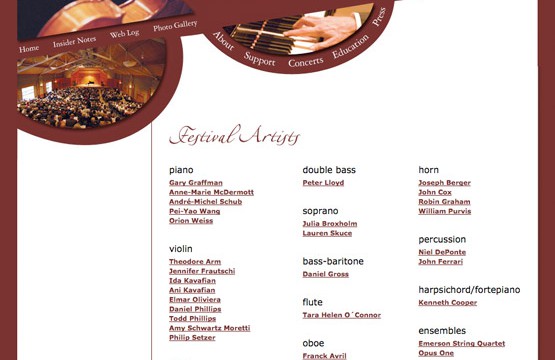 Home
Insider Notes
Web Log
Photo Gallery
About
Support
Concerts
Education
Press
Festival Artists
piano
Gary Graffman
Anne-Marie McDermott
André-Michel Schub
Pei-Yao Wang
Orion Weiss
violin
Theodore Arm
Jennifer Frautschi
Ida Kavafian
Ani Kavafian
Elmar Oliviera
Daniel Phillips
Todd Phillips
Amy Schwartz Moretti
Philip Setzer
double bass
Peter Lloyd
soprano
Julia Broxholm
Lauren Skuce
bass-baritone
Daniel Gross
flute
Tara Helen O´Connor
oboe
Franck Avril
horn
Joseph Berger
John Cox
Robin Graham
William Purvis
percussion
Niel DePonte
John Ferrari
harpsichord/fortepiano
Kenneth Cooper
ensembles
Emerson String Quartet
Opus One